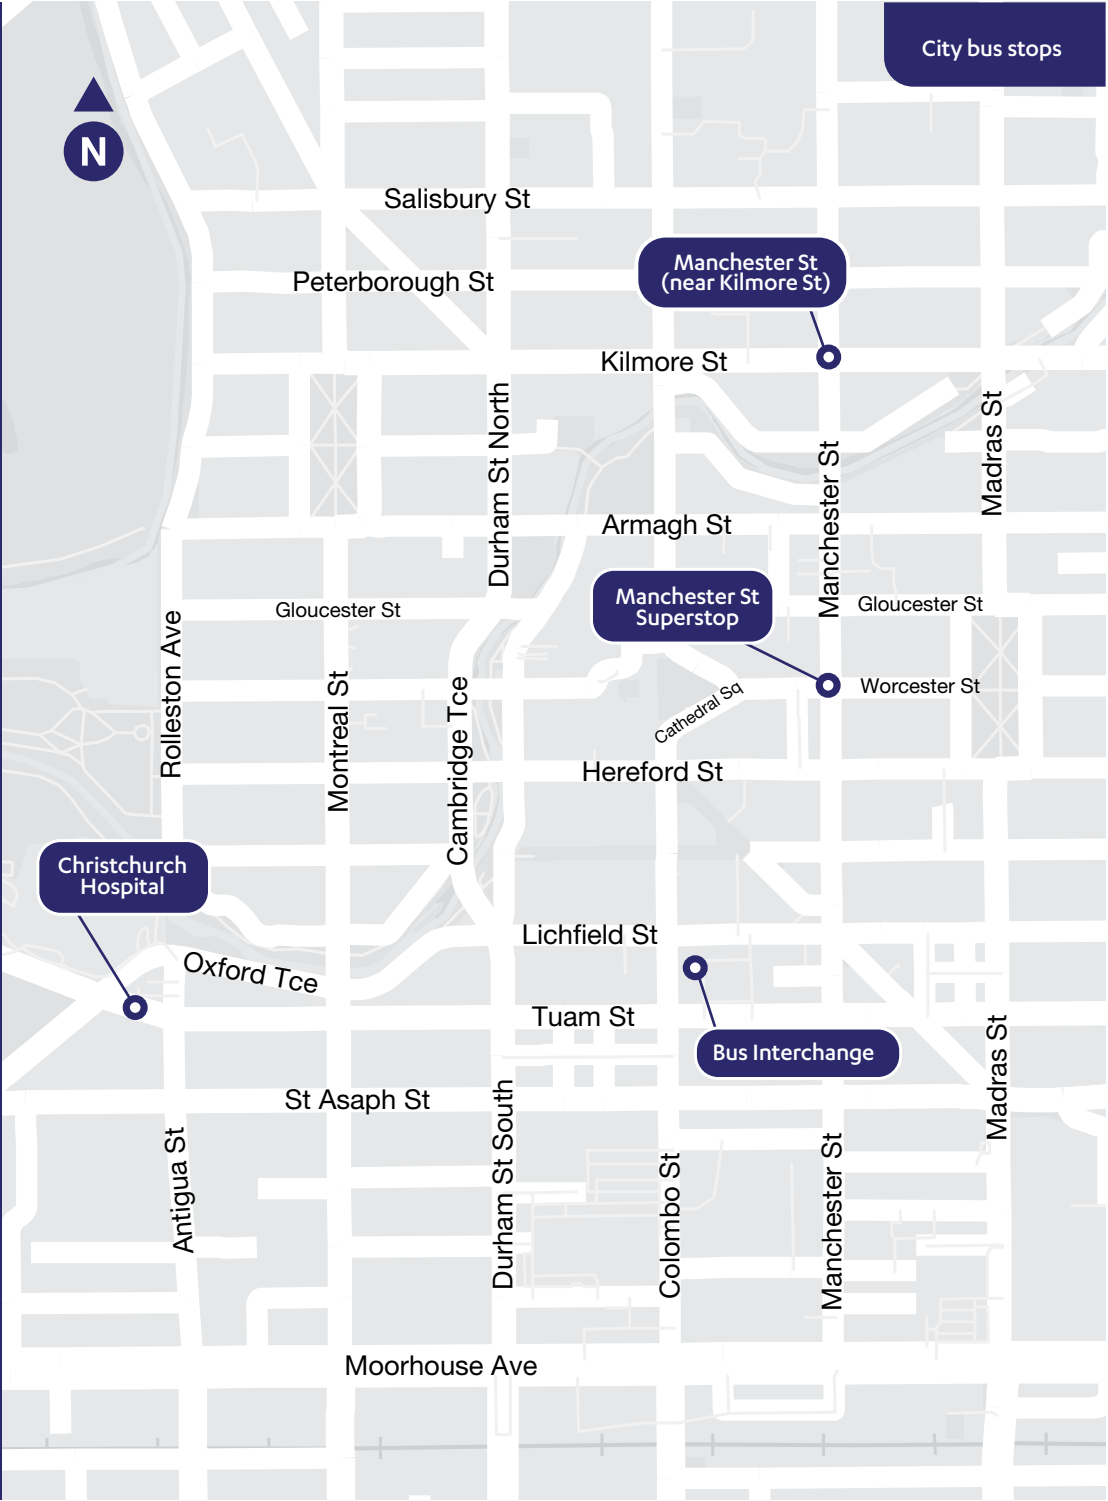 City bus stops
N
Salisbury St
Manchester St
(near Kilmore St)
Peterborough St
Kilmore St
Durham St North
Madras St
Manchester St
Armagh St
Manchester St
Superstop
Gloucester St
Gloucester St
Rolleston Ave
Montreal St
Cambridge Tce
Cathedral Sq
Worcester St
Hereford St
Christchurch
Hospital
Lichfield St
Oxford Tce
Tuam St
Bus Interchange
Madras St
St Asaph St
Antigua St
Durham St South
Colombo St
Manchester St
Moorhouse Ave